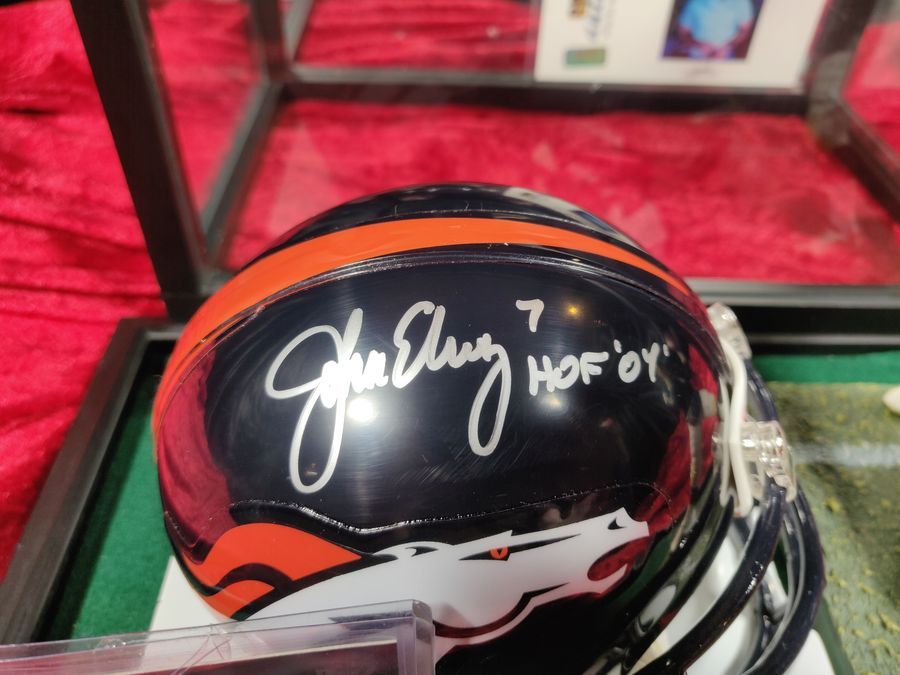 John Elway 7
HOF '04'